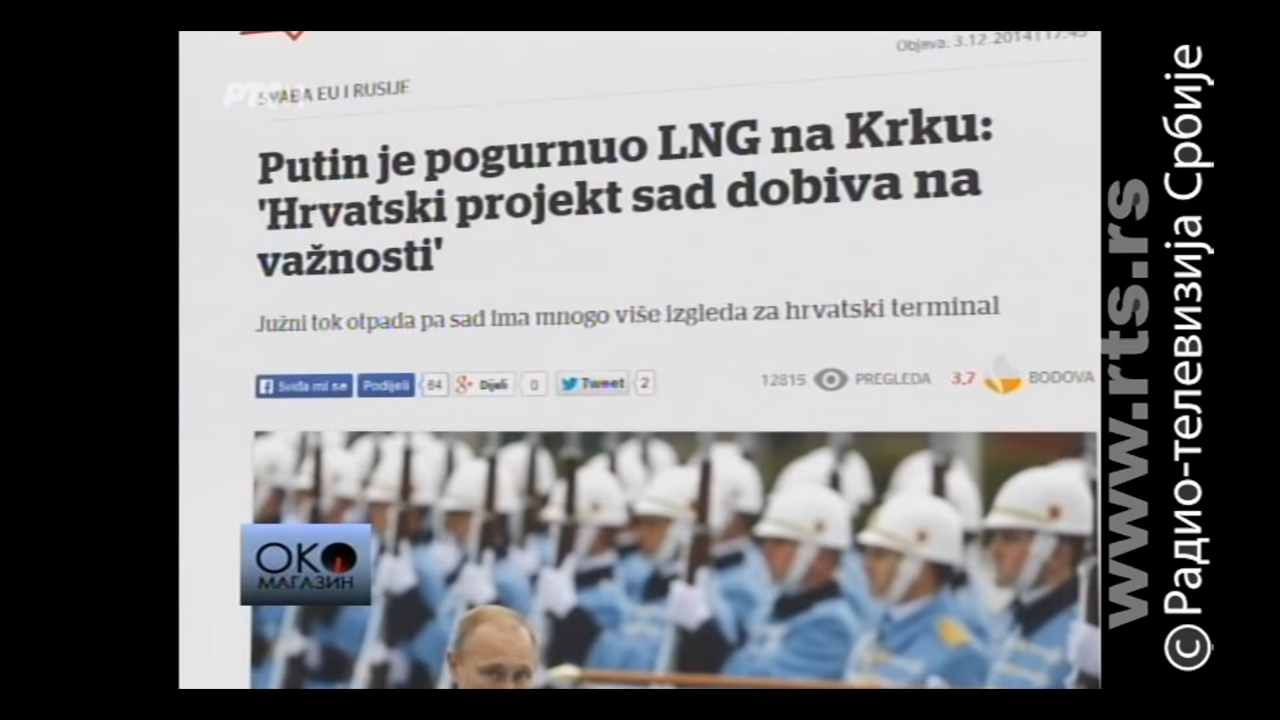 Objava: 3.12.2014 | 17:45
SVAĐA EU I RUSIJE
Putin je pogurnuo LNG na Krku:
'Hrvatski projekt sad dobiva na
važnosti'
Južni tok otpada pa sad ima mnogo više izgleda za hrvatski terminal
Sviđa mi se Podijeli 64 Dijeli 0 Tweet 2
12815 PREGLEDA 3,7 BODOVA
ОКО
МАГАЗИН
www.rts.rs
© Радио-телевизија Србије